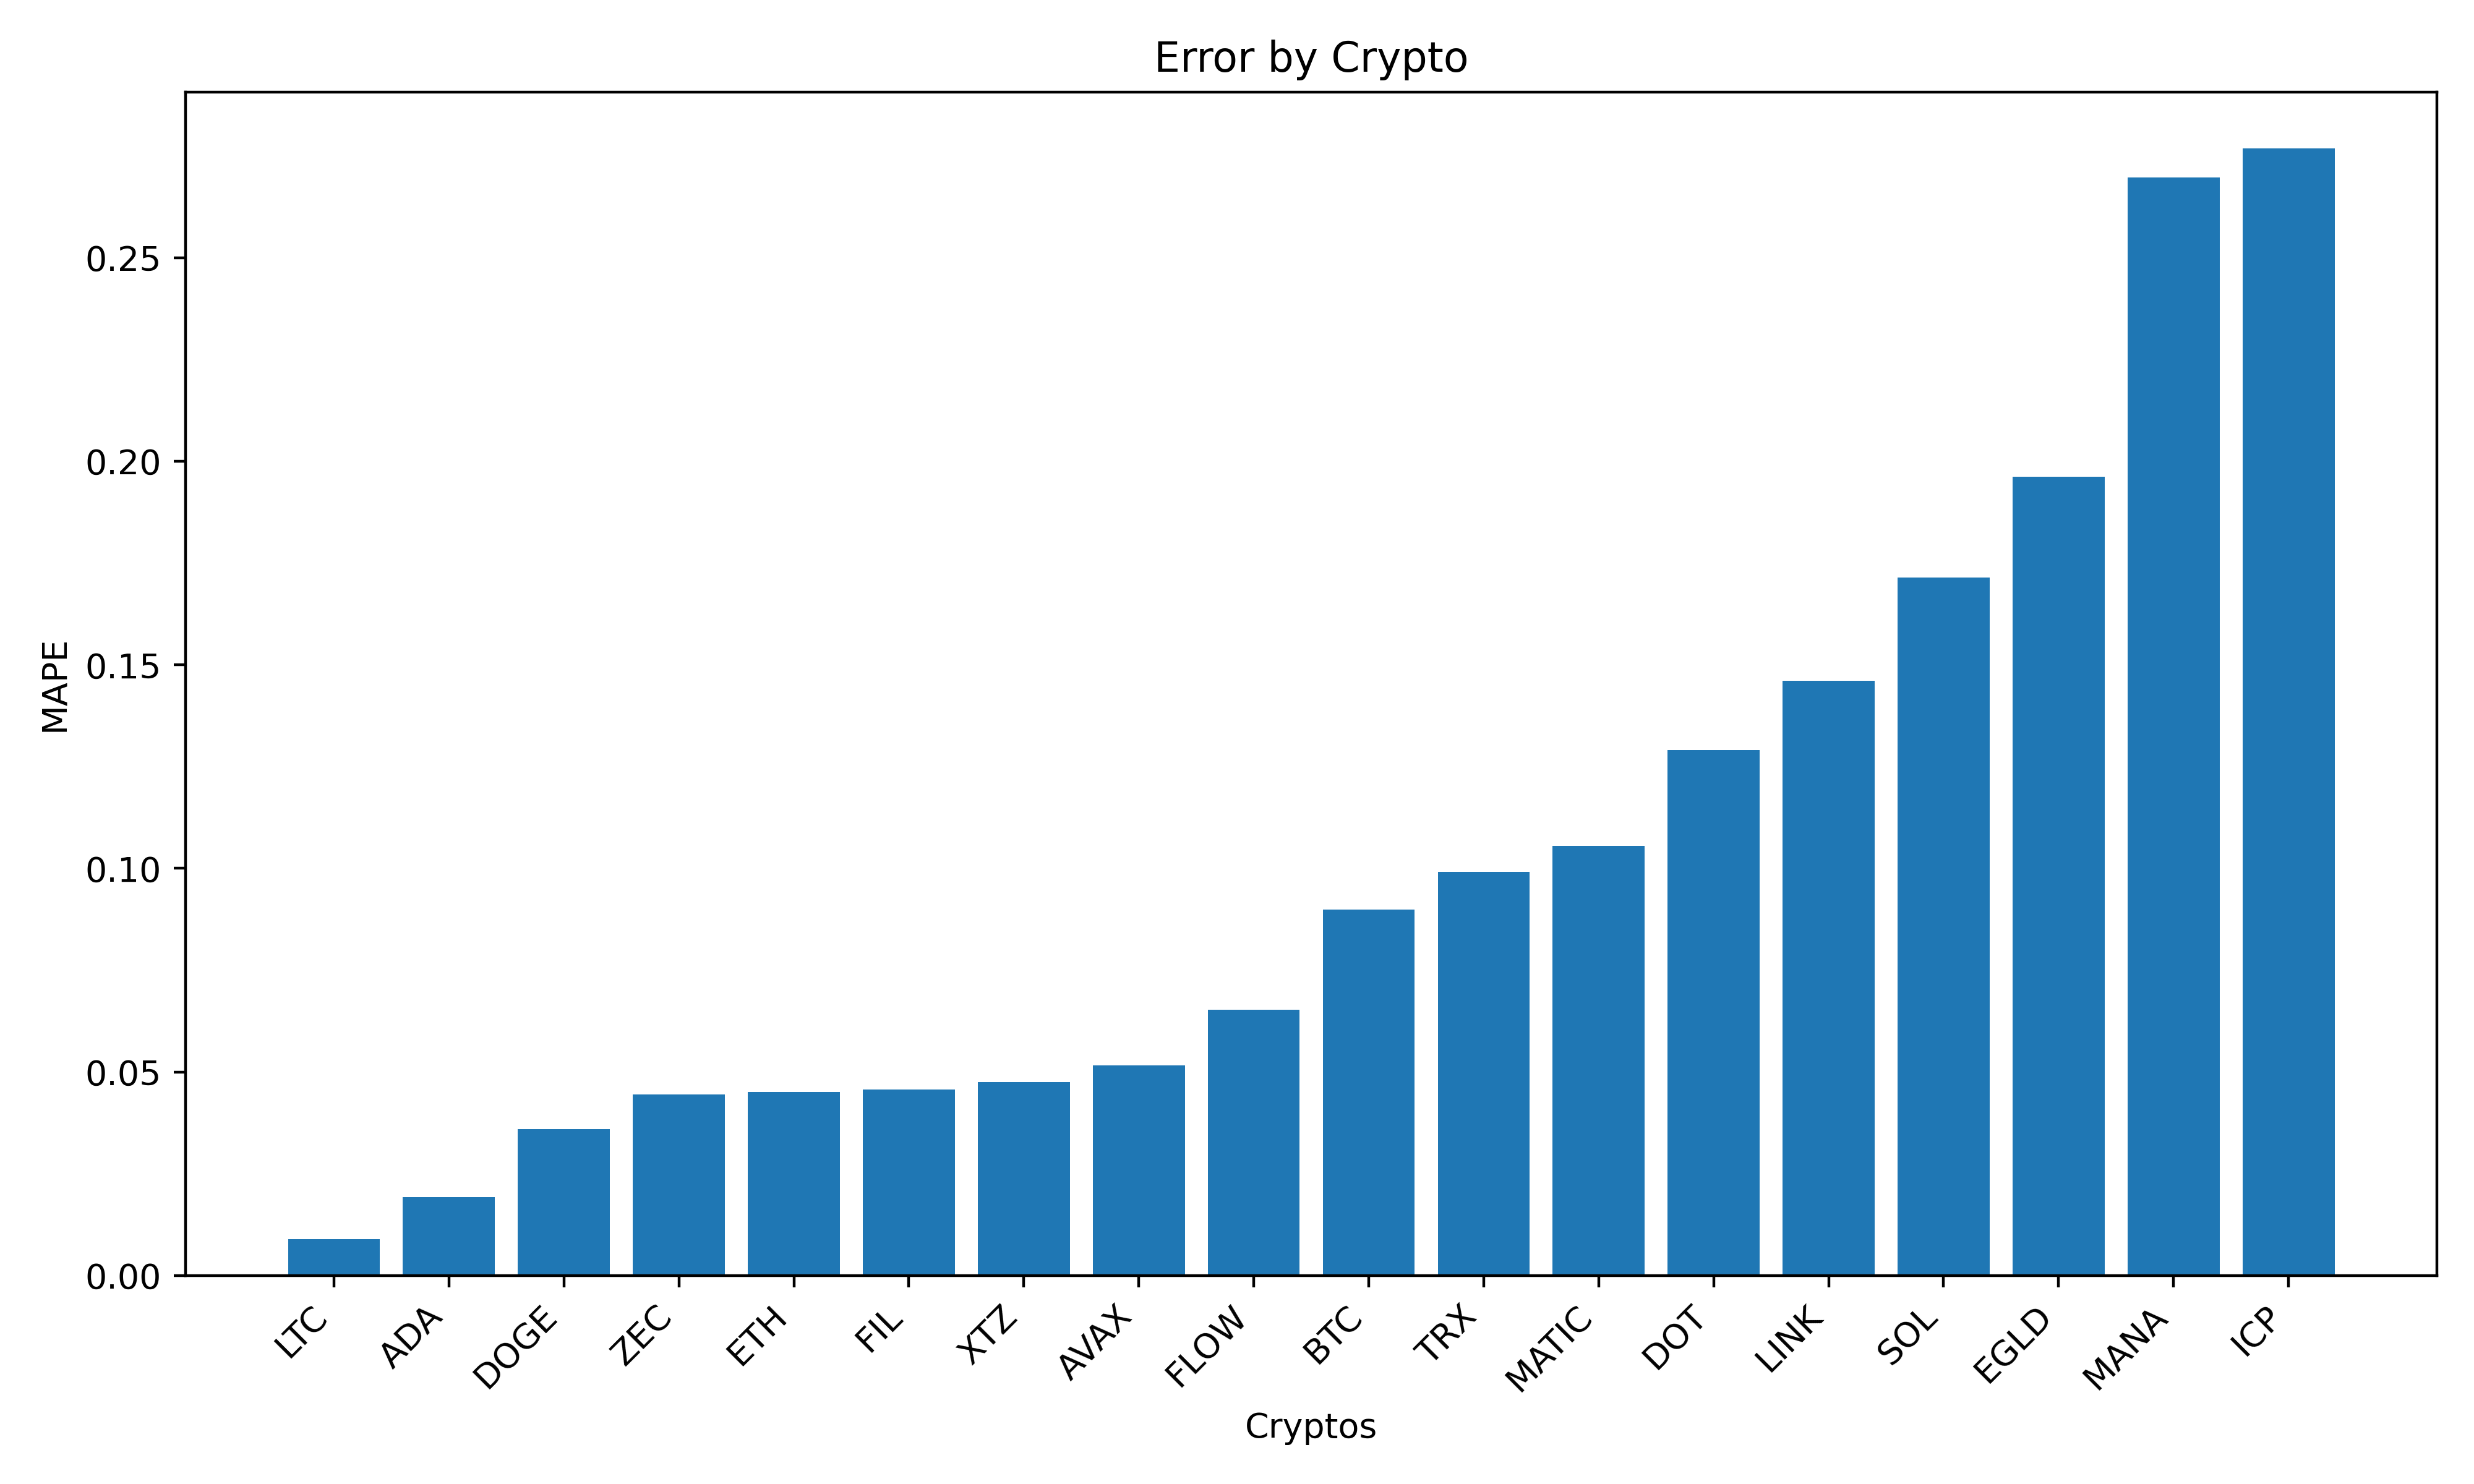 Error by Crypto
MAPE
0.25
0.20
0.15
0.10
0.05
0.00
LTC
ADA
DOGE
ZEC
ETH
FIL
XTZ
AVAX
FLOW
BTC
TRX
MATIC
DOT
LINK
SOL
EGLD
MANA
ICP
Cryptos